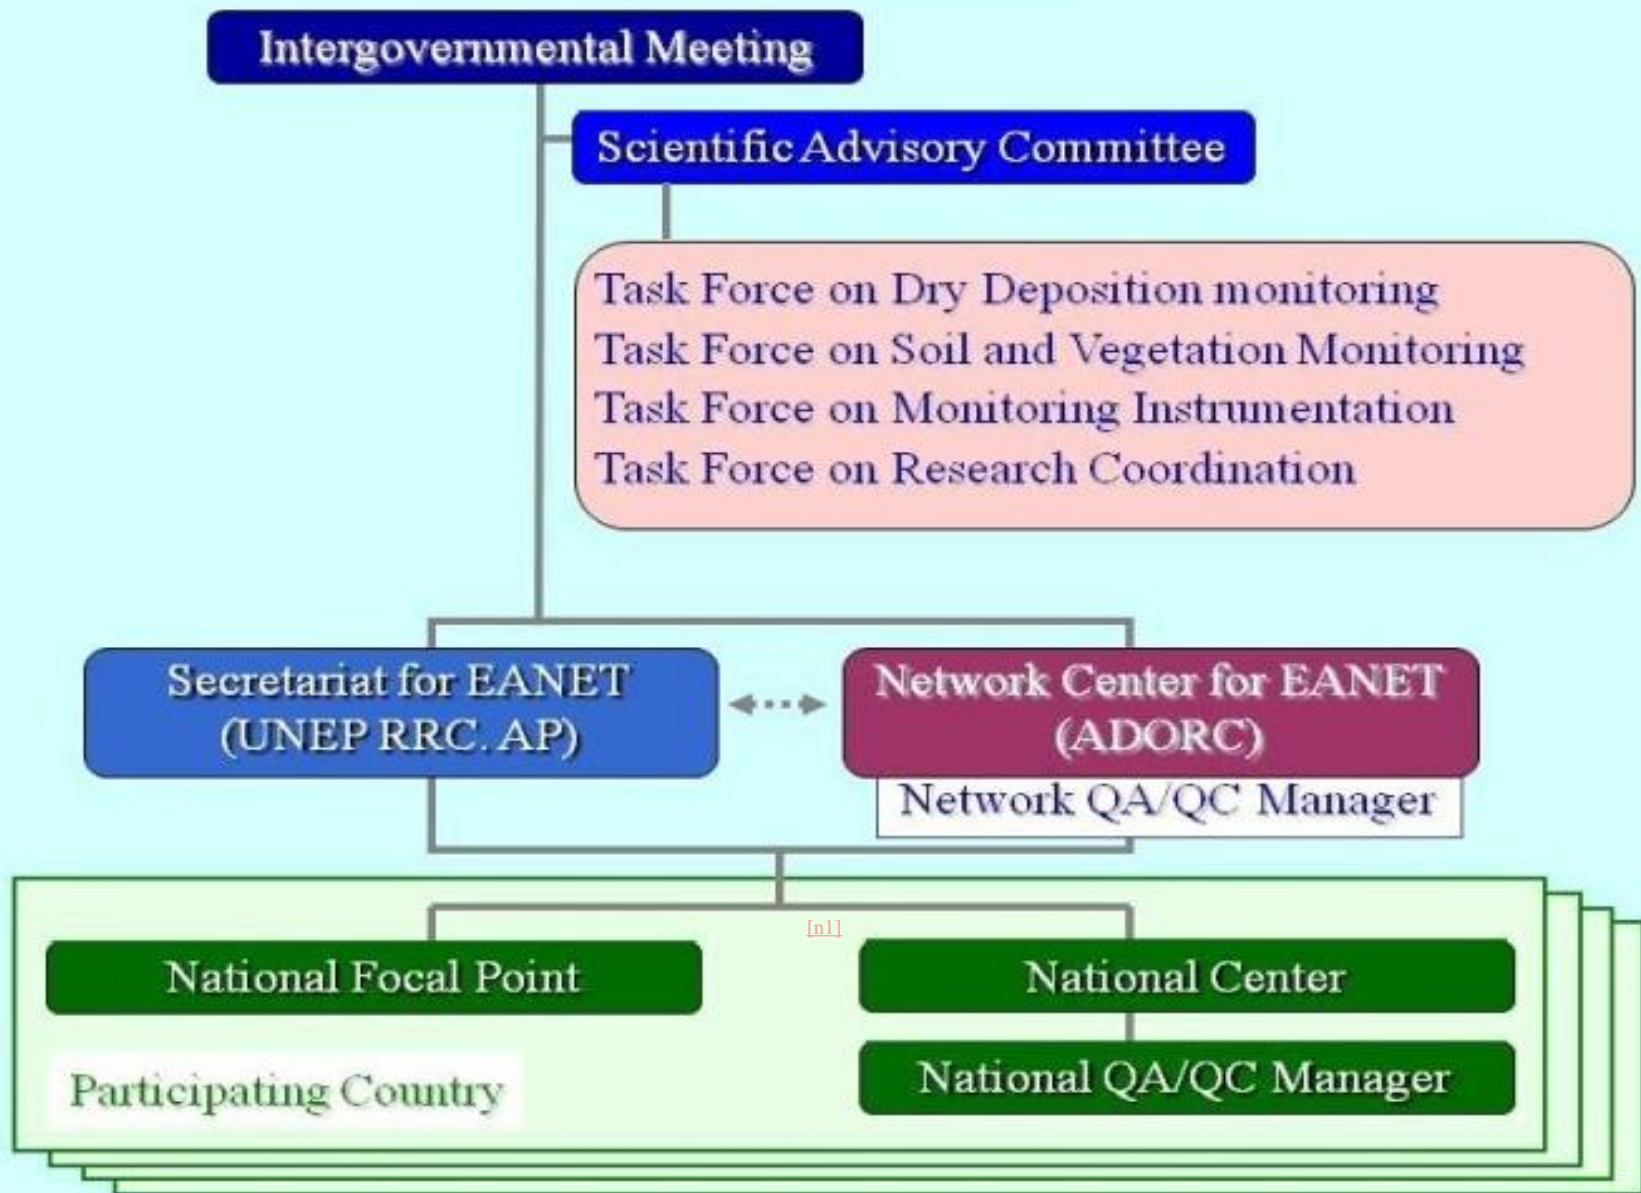 Intergovernmental Meeting
Scientific Advisory Committee
Task Force on Dry Deposition monitoring
Task Force on Soil and Vegetation Monitoring
Task Force on Monitoring Instrumentation
Task Force on Research Coordination
Secretariat for EANET
(UNEP RRC. AP)
Network Center for EANET
(ADORC)
Network QA/QC Manager
[n1]
National Focal Point
National Center
National QA/QC Manager
Participating Country